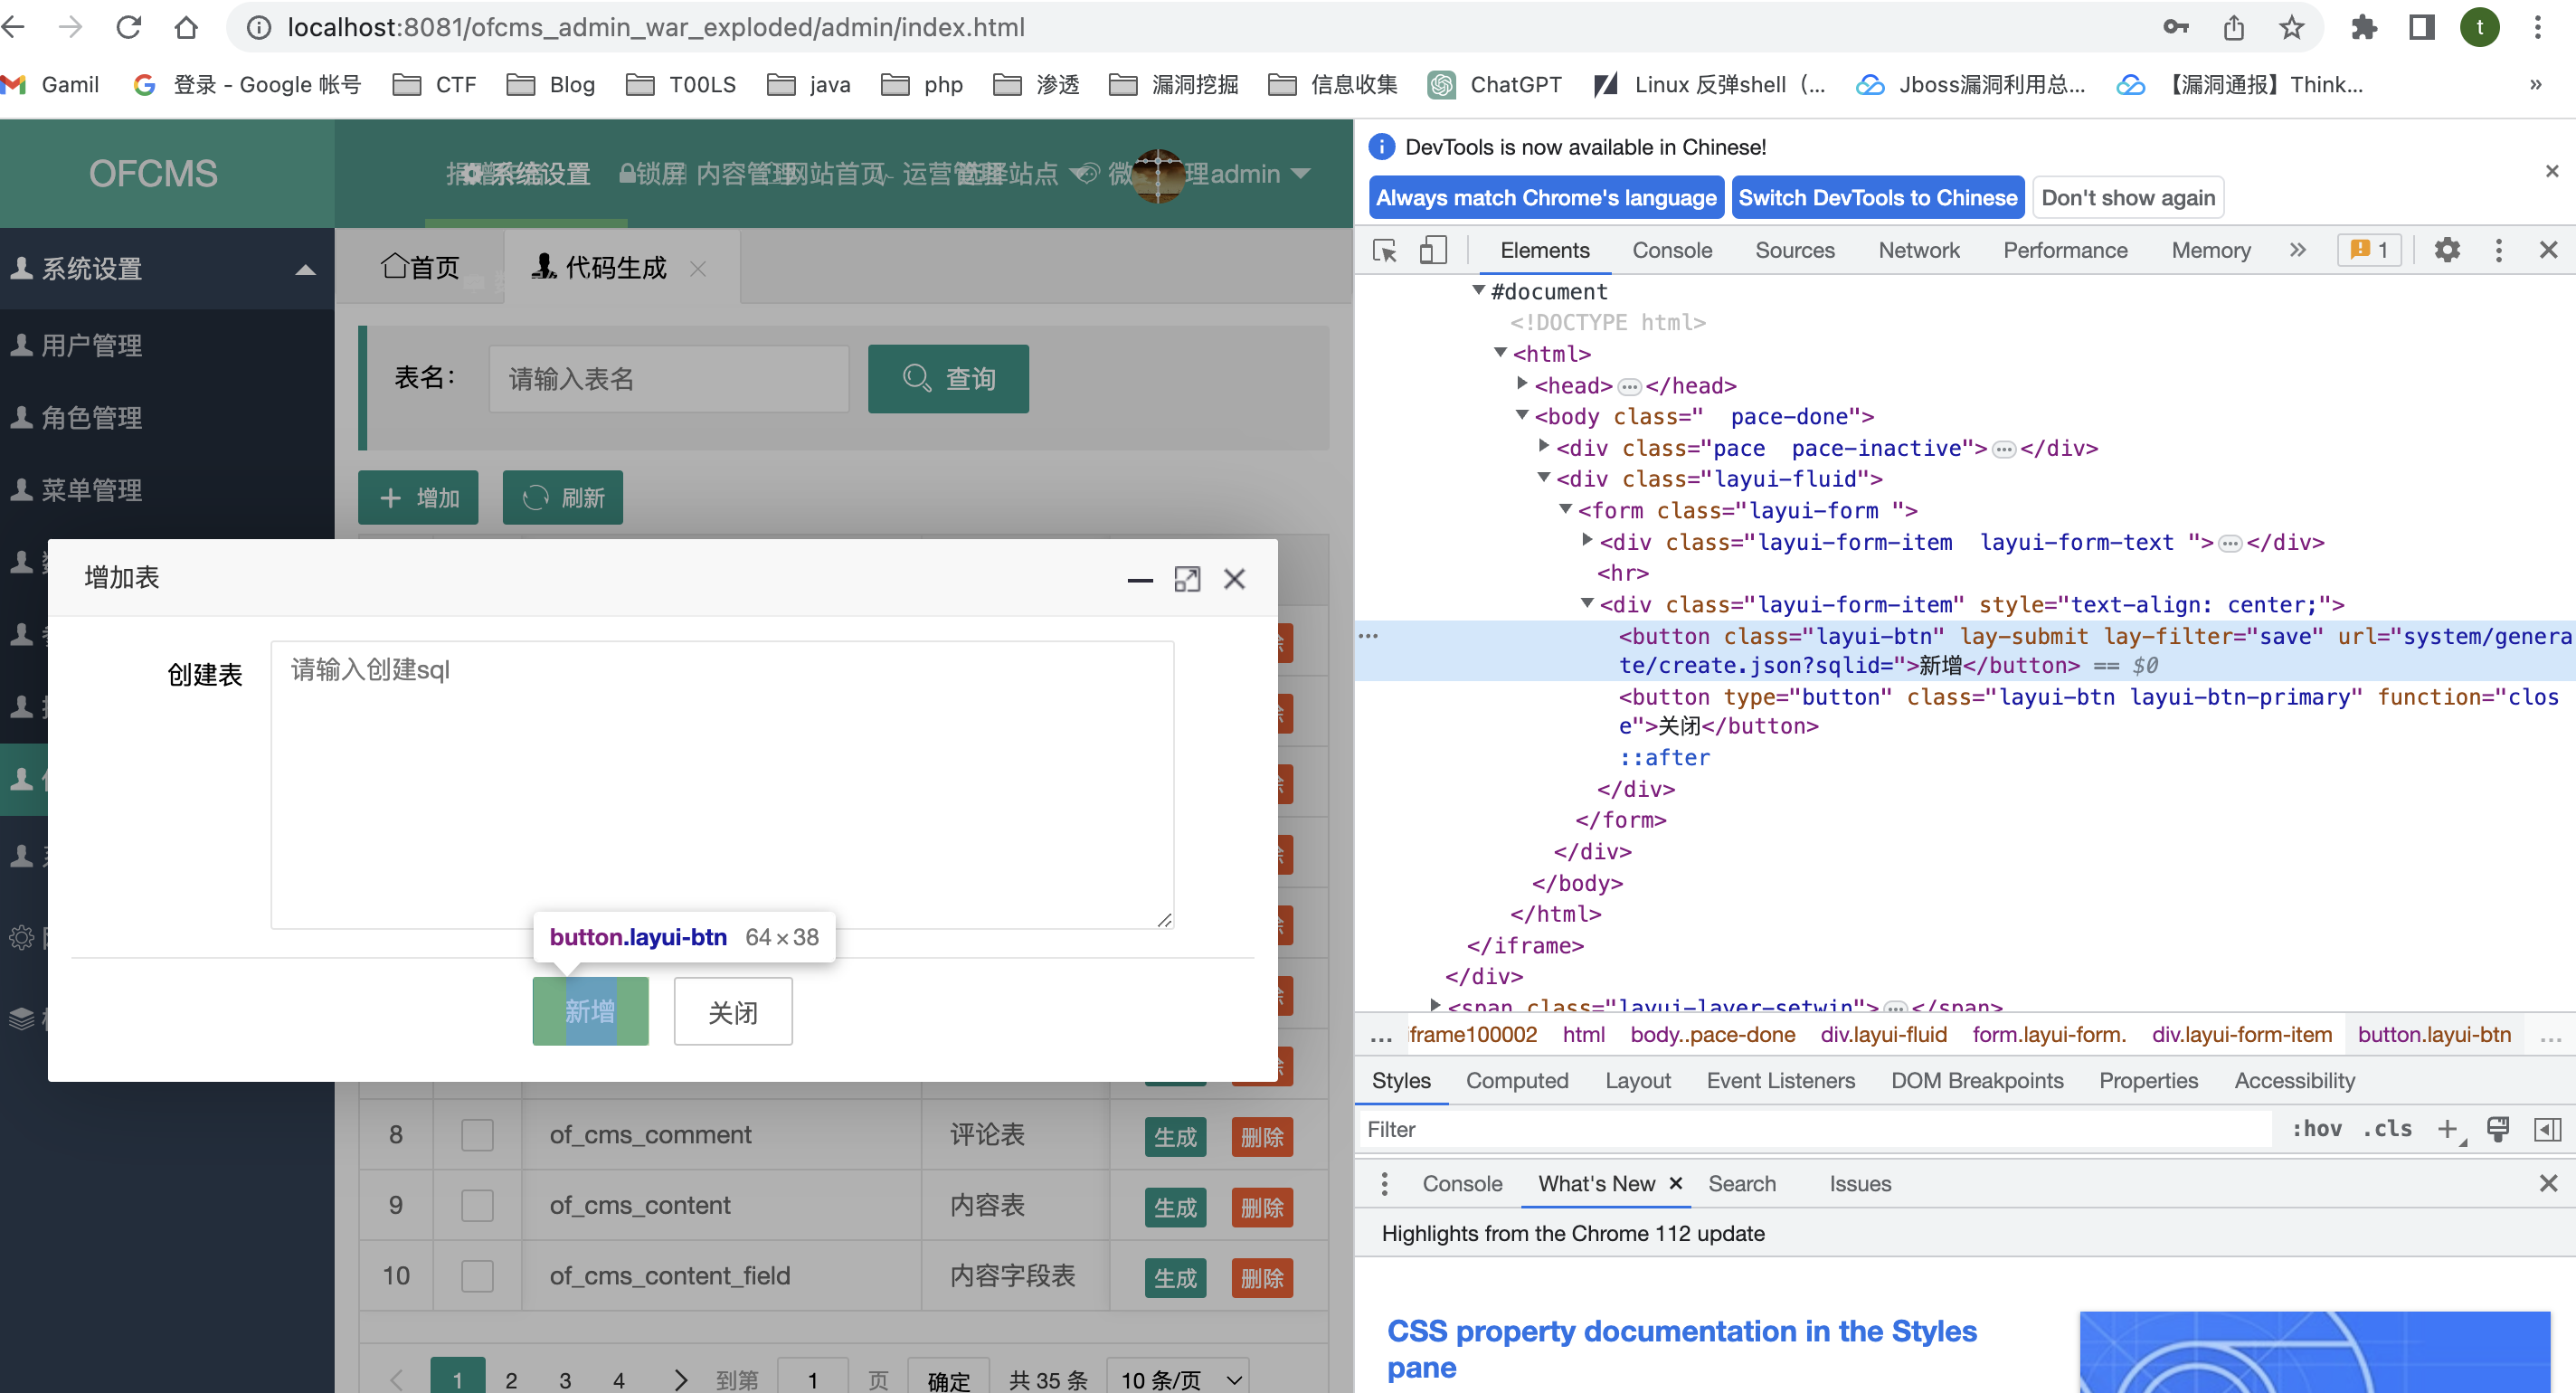 localhost:8081/ofcms_admin_war_exploded/admin/index.html
t
Gamil
登录 - Google 帐号
CTF
Blog
T00LS
java
php
渗透
漏洞挖掘
信息收集
ChatGPT
Linux 反弹shell（...
Jboss漏洞利用总...
【漏洞通报】Think...
»
OFCMS
系统设置
锁屏
内容管理
网站首页
运营管理
选择站点
微
理admin
系统设置
用户管理
角色管理
菜单管理
首页
代码生成
表名：
请输入表名
查询
增加
刷新
增加表
创建表
请输入创建sql
button.layui-btn 64×38
新增
关闭
8 of_cms_comment 评论表 生成 删除
9 of_cms_content 内容表 生成 删除
10 of_cms_content_field 内容字段表 生成 删除
1 2 3 4 到第 1 页 确定 共 35 条 10 条/页
DevTools is now available in Chinese!
Always match Chrome's language
Switch DevTools to Chinese
Don't show again
Elements Console Sources Network Performance Memory » 1
#document
<!DOCTYPE html>
<html>
<head>…</head>
<body class="  pace-done">
<div class="pace  pace-inactive">…</div>
<div class="layui-fluid">
<form class="layui-form ">
<div class="layui-form-item  layui-form-text ">…</div>
<hr>
<div class="layui-form-item" style="text-align: center;">
<button class="layui-btn" lay-submit lay-filter="save" url="system/genera
te/create.json?sqlid=">新增</button> == $0
<button type="button" class="layui-btn layui-btn-primary" function="clos
e">关闭</button>
::after
</div>
</form>
</div>
</body>
</html>
</iframe>
</div>
<span class="layui-layer-setwin">…</span>
... iframe100002 html body..pace-done div.layui-fluid form.layui-form. div.layui-form-item button.layui-btn ...
Styles Computed Layout Event Listeners DOM Breakpoints Properties Accessibility
Filter
:hov .cls
Console What's New Search Issues
Highlights from the Chrome 112 update
CSS property documentation in the Styles
pane